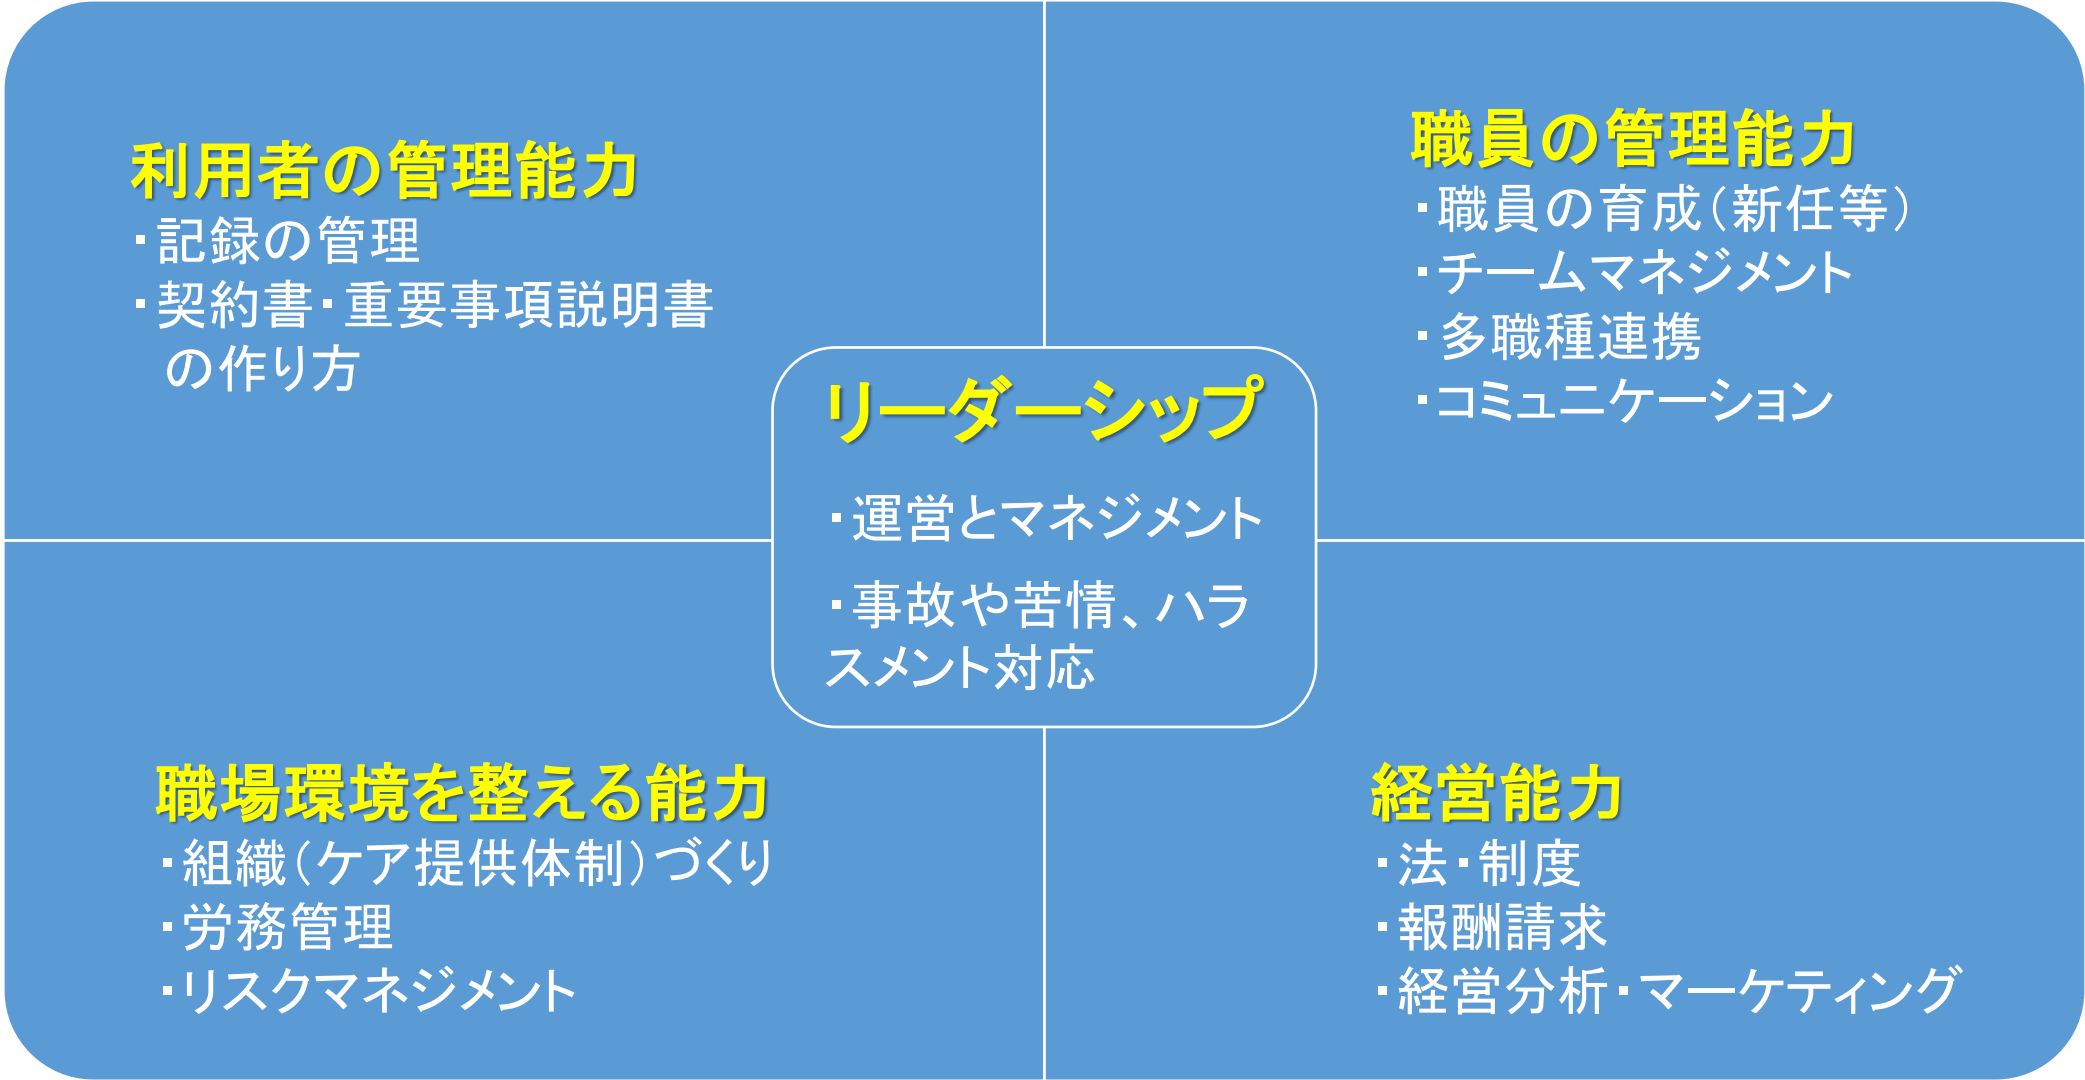 利用者の管理能力
・記録の管理
・契約書・重要事項説明書
の作り方
職員の管理能力
・職員の育成（新任等）
・チームマネジメント
・多職種連携
・コミュニケーション
リーダーシップ
・運営とマネジメント
・事故や苦情、ハラ
スメント対応
職場環境を整える能力
・組織（ケア提供体制）づくり
・労務管理
・リスクマネジメント
経営能力
・法・制度
・報酬請求
・経営分析・マーケティング